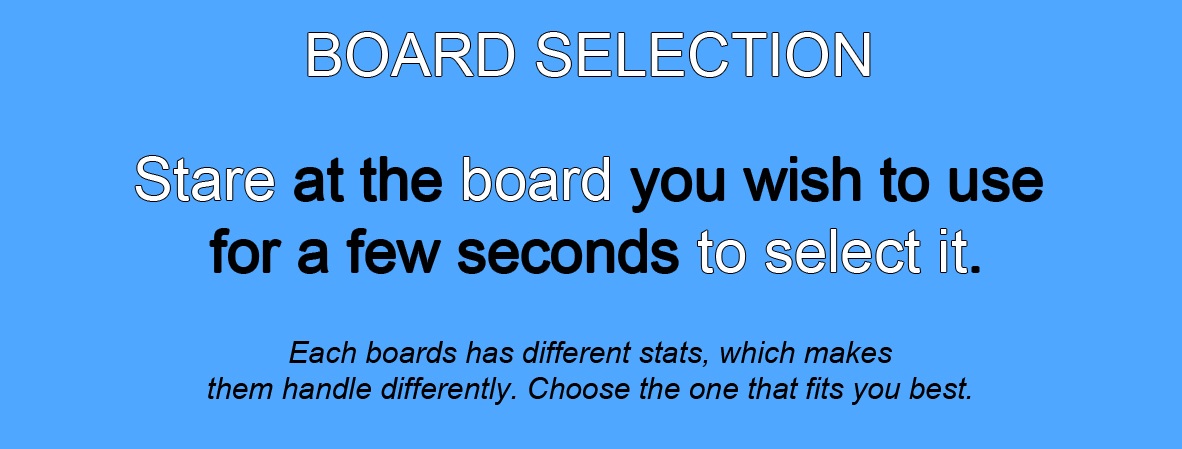 BOARD SELECTION
Stare at the board you wish to use
for a few seconds to select it.
Each boards has different stats, which makes
them handle differently. Choose the one that fits you best.